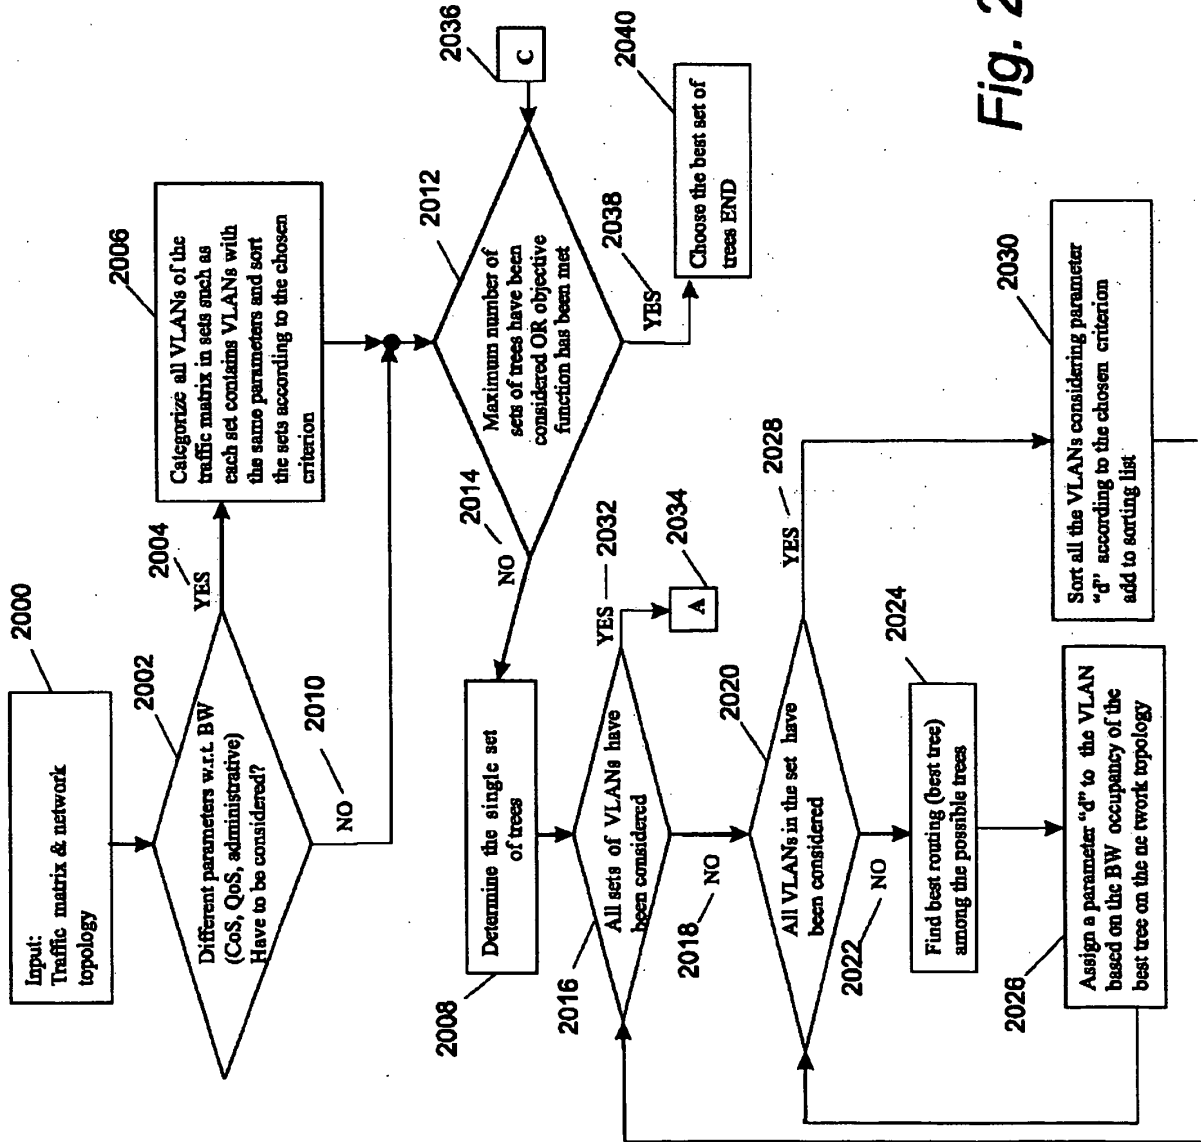 2000
Input:
Traffic matrix & network
topology
2002
Different parameters w.r.t. BW
(CoS, QoS, administrative)
Have to be considered?
2004
YES
2006
Categorize all VLANs of the
traffic matrix in sets such as
each set contains VLANs with
the same parameters and sort
the sets according to the chosen
criterion
NO
2010
2036
C
2012
Maximum number of
sets of trees have been
considered OR objective
function has been met
2014
NO
YES
2038
2040
Choose the best set of
trees END
2008
Determine the single set
of trees
2016
All sets of VLANs have
been considered
YES
2032
2034
A
2018
NO
2020
All VLANs in the set have
been considered
YES
2028
2022
NO
2024
Find best routing (best tree)
among the possible trees
2026
Assign a parameter "d" to the VLAN
based on the BW occupancy of the
best tree on the ne twork topology
2030
Sort all the VLANs considering parameter
"d" according to the chosen criterion
add to sorting list
Fig. 2